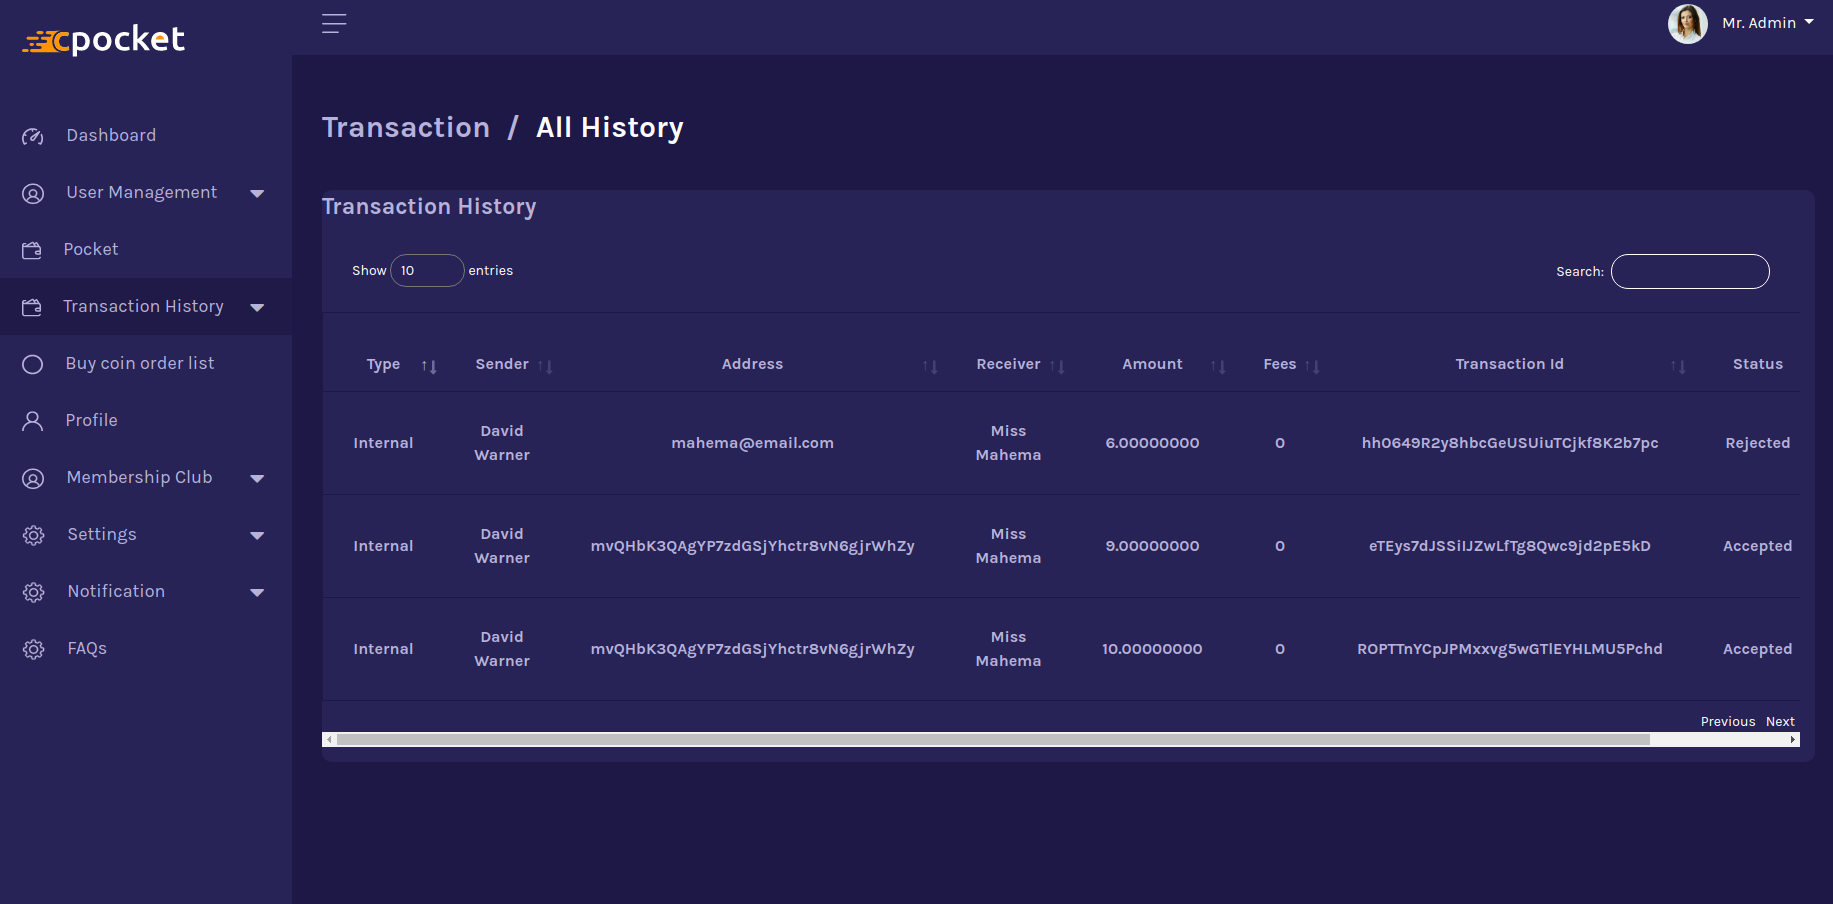 cpocket
Mr. Admin
Dashboard
User Management
Pocket
Transaction History
Buy coin order list
Profile
Membership Club
Settings
Notification
FAQs
Transaction / All History
Transaction History
Show 10 entries
Search:
Type Sender Address Receiver Amount Fees Transaction Id Status
Internal David Warner mahema@email.com Miss Mahema 6.00000000 0 hh0649R2y8hbcGeUSUiuTCjkf8K2b7pc Rejected
Internal David Warner mvQHbK3QAgYP7zdGSjYhctr8vN6gjrWhZy Miss Mahema 9.00000000 0 eTEys7dJSSiIJZwLfTg8Qwc9jd2pE5kD Accepted
Internal David Warner mvQHbK3QAgYP7zdGSjYhctr8vN6gjrWhZy Miss Mahema 10.00000000 0 ROPTTnYCpJPMxxvg5wGTlEYHLMU5Pchd Accepted
Previous Next